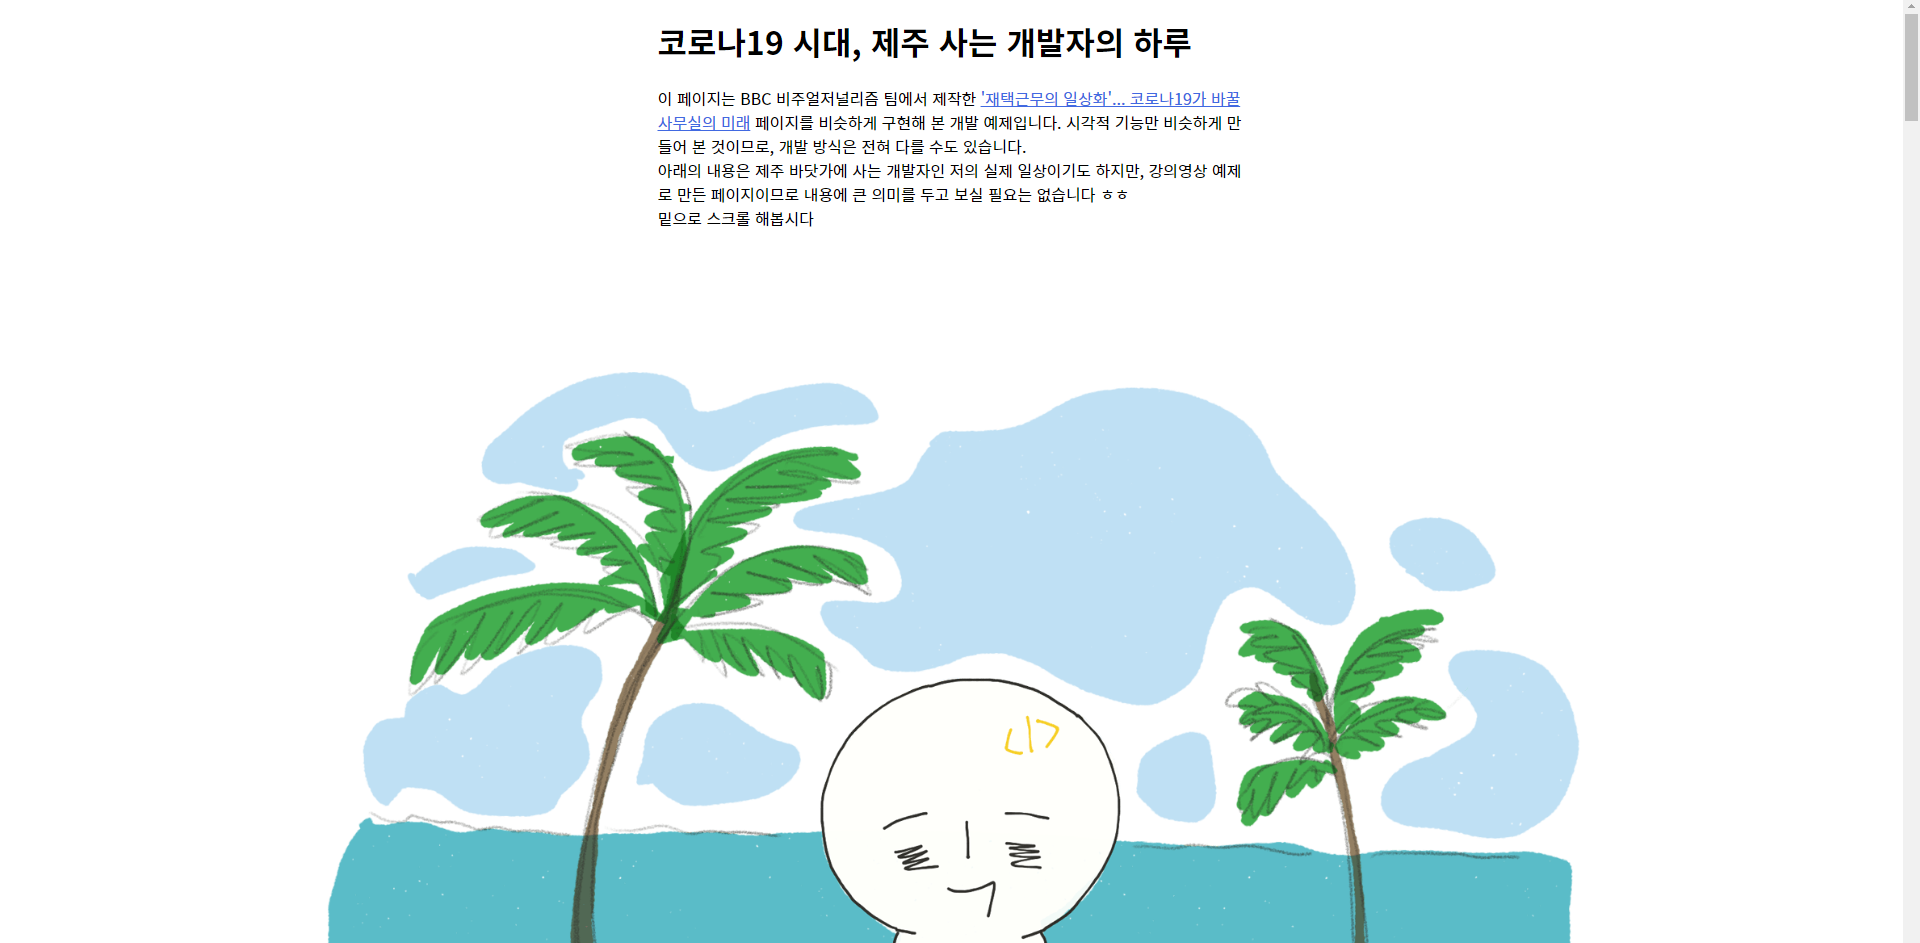 코로나19 시대, 제주 사는 개발자의 하루
이 페이지는 BBC 비주얼저널리즘 팀에서 제작한 '재택근무의 일상화'... 코로나19가 바꿀
사무실의 미래 페이지를 비슷하게 구현해 본 개발 예제입니다. 시각적 기능만 비슷하게 만
들어 본 것이므로, 개발 방식은 전혀 다를 수도 있습니다.
아래의 내용은 제주 바닷가에 사는 개발자인 저의 실제 일상이기도 하지만, 강의영상 예제
로 만든 페이지이므로 내용에 큰 의미를 두고 보실 필요는 없습니다 ㅎㅎ
밑으로 스크롤 해봅시다